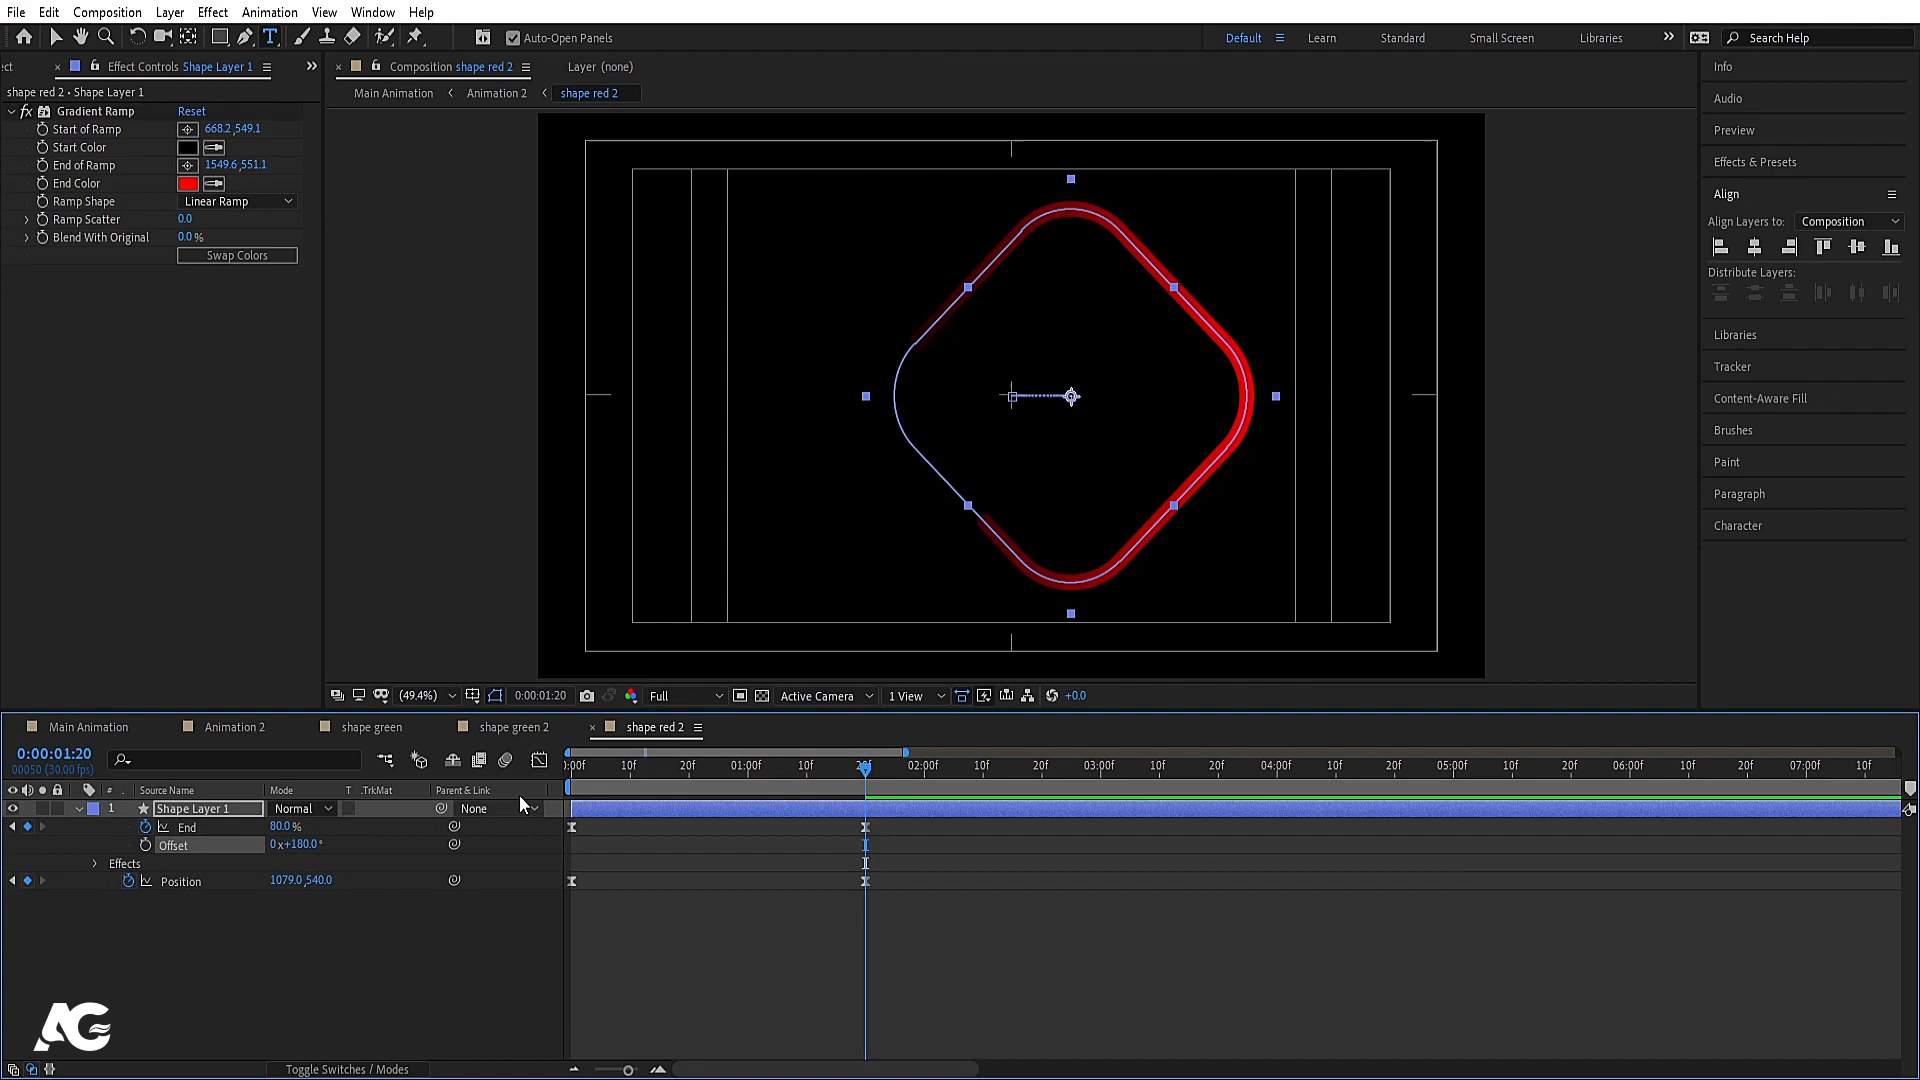 File Edit Composition Layer Effect Animation View Window Help
Auto-Open Panels Default Learn Standard Small Screen Libraries Search Help
ct Effect Controls Shape Layer 1
shape red 2 • Shape Layer 1
fx Gradient Ramp Reset
Start of Ramp 668.2,549.1
Start Color
End of Ramp 1549.6,551.1
End Color
Ramp Shape Linear Ramp
Ramp Scatter 0.0
Blend With Original 0.0 %
Swap Colors
Composition shape red 2 Layer (none)
Main Animation Animation 2 shape red 2
Info
Audio
Preview
Effects & Presets
Align
Align Layers to: Composition
Distribute Layers:
Libraries
Tracker
Content-Aware Fill
Brushes
Paint
Paragraph
Character
(49.4%) 0:00:01:20 Full Active Camera 1 View +0.0
Main Animation Animation 2 shape green shape green 2 shape red 2
0:00:01:20
00050 (30.00 fps)
):00f 10f 20f 01:00f 10f 20f 02:00f 10f 20f 03:00f 10f 20f 04:00f 10f 20f 05:00f 10f 20f 06:00f 10f 20f 07:00f 10f
# Source Name Mode T .TrkMat Parent & Link
1 Shape Layer 1 Normal None
End 80.0 %
Offset 0x+180.0°
Effects
Position 1079.0,540.0
AG
Toggle Switches / Modes